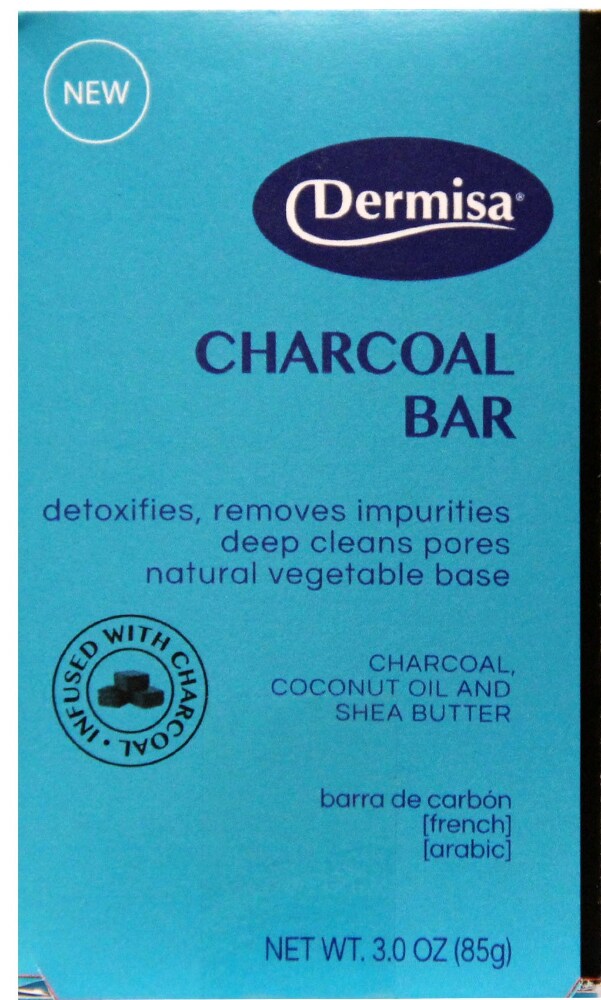 NEW
Dermisa®
CHARCOAL
BAR
detoxifies, removes impurities
deep cleans pores
natural vegetable base
INFUSED WITH CHARCOAL •
CHARCOAL,
COCONUT OIL AND
SHEA BUTTER
barra de carbón
[french]
[arabic]
NET WT. 3.0 OZ (85g)